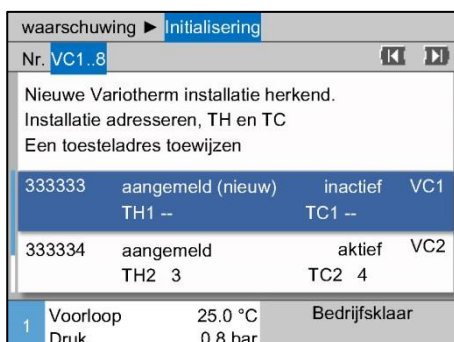 waarschuwing ► Initialisering
Nr. VC1..8
Nieuwe Variotherm installatie herkend.
Installatie adresseren, TH en TC
Een toesteladres toewijzen
333333 aangemeld (nieuw) inactief VC1
TH1 -- TC1 --
333334 aangemeld aktief VC2
TH2 3 TC2 4
1 Voorloop 25.0 °C Bedrijfsklaar
Druk 0.8 bar